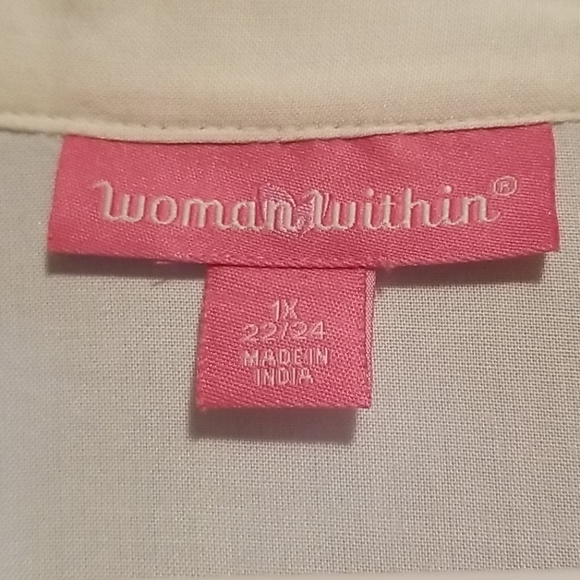 woman within®
1X
22/24
MADE IN
INDIA